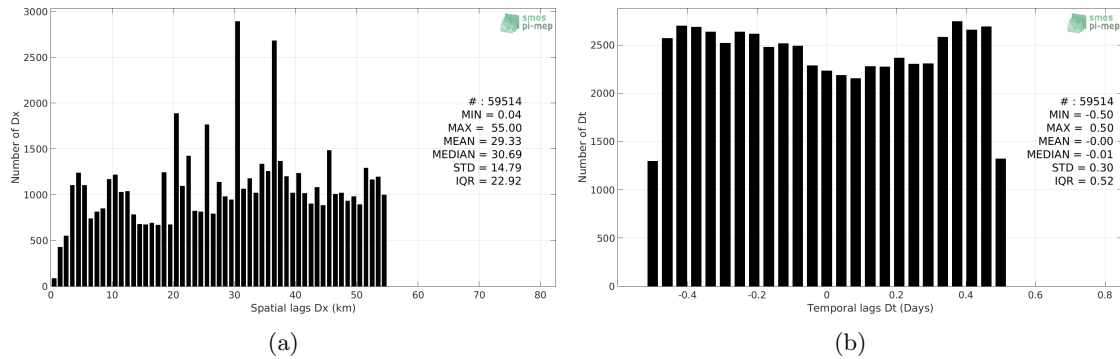 3000
2500
2000
1500
1000
500
0
Number of Dx
0 10 20 30 40 50 60 70 80
Spatial lags Dx (km)
smos
pi-mep
# : 59514
MIN = 0.04
MAX = 55.00
MEAN = 29.33
MEDIAN = 30.69
STD = 14.79
IQR = 22.92
(a)
2500
2000
1500
1000
500
0
Number of Dt
-0.4 -0.2 0 0.2 0.4 0.6 0.8
Temporal lags Dt (Days)
smos
pi-mep
# : 59514
MIN = -0.50
MAX = 0.50
MEAN = -0.00
MEDIAN = -0.01
STD = 0.30
IQR = 0.52
(b)